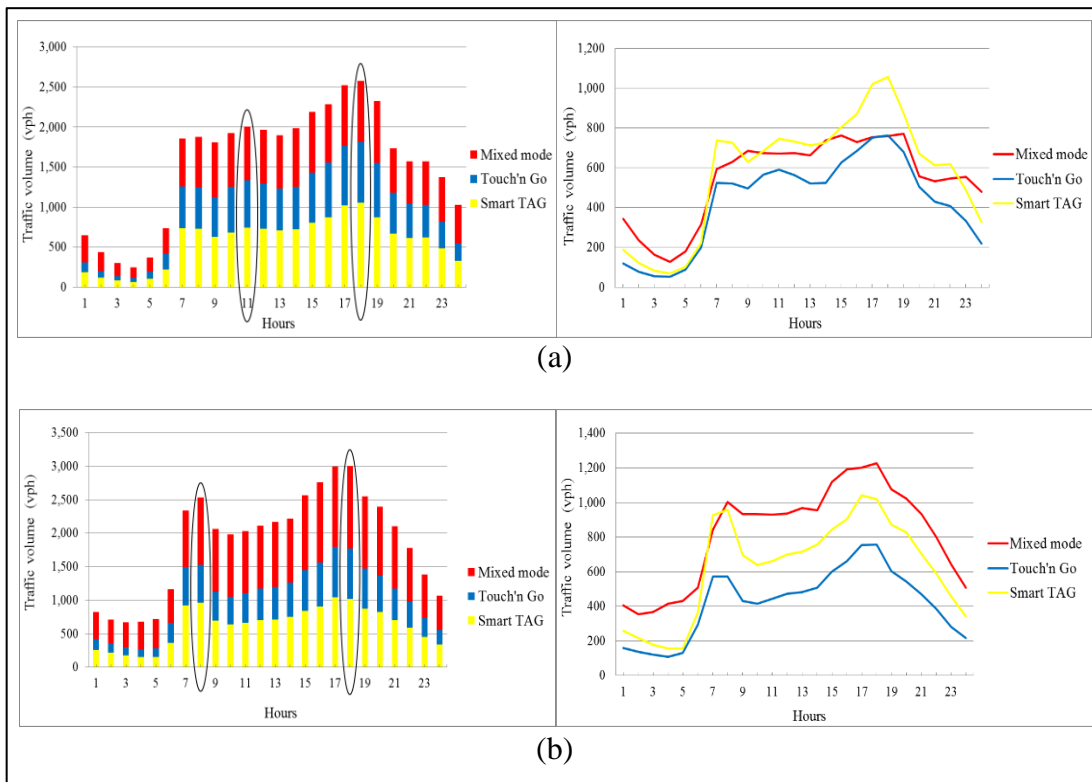 3,000
2,500
2,000
1,500
1,000
500
0
Traffic volume (vph)
1 3 5 7 9 11 13 15 17 19 21 23
Hours
Mixed mode
Touch'n Go
Smart TAG
1,200
1,000
800
600
400
200
0
Traffic volume (vph)
1 3 5 7 9 11 13 15 17 19 21 23
Hours
Mixed mode
Touch'n Go
Smart TAG
(a)
3,500
3,000
2,500
2,000
1,500
1,000
500
0
Traffic volume (vph)
1 3 5 7 9 11 13 15 17 19 21 23
Hours
Mixed mode
Touch'n Go
Smart TAG
1,400
1,200
1,000
800
600
400
200
0
Traffic volume (vph)
1 3 5 7 9 11 13 15 17 19 21 23
Hours
Mixed mode
Touch'n Go
Smart TAG
(b)